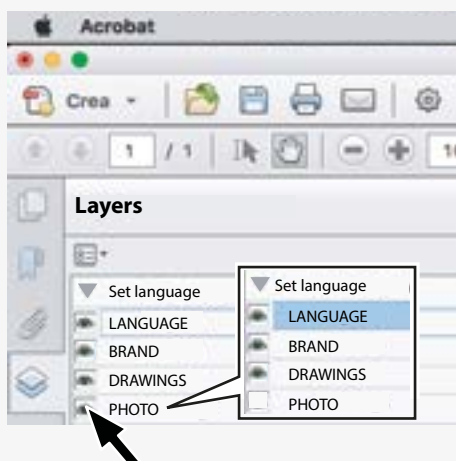 Acrobat
Crea
1 / 1
Layers
Set language
LANGUAGE
BRAND
DRAWINGS
PHOTO
Set language
LANGUAGE
BRAND
DRAWINGS
PHOTO